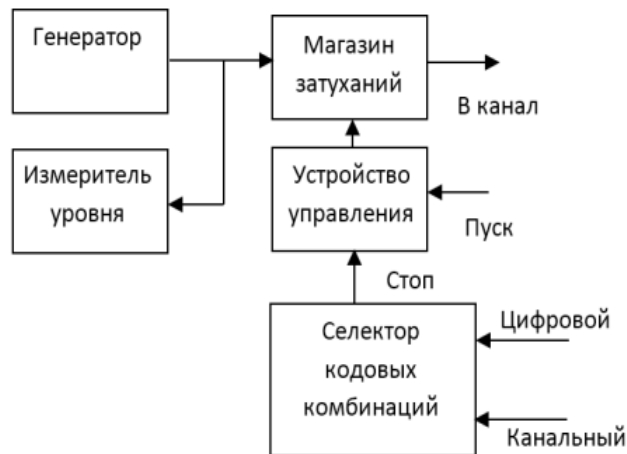 Генератор
Магазин
затуханий
В канал
Измеритель
уровня
Устройство
управления
Пуск
Стоп
Селектор
кодовых
комбинаций
Цифровой
Канальный